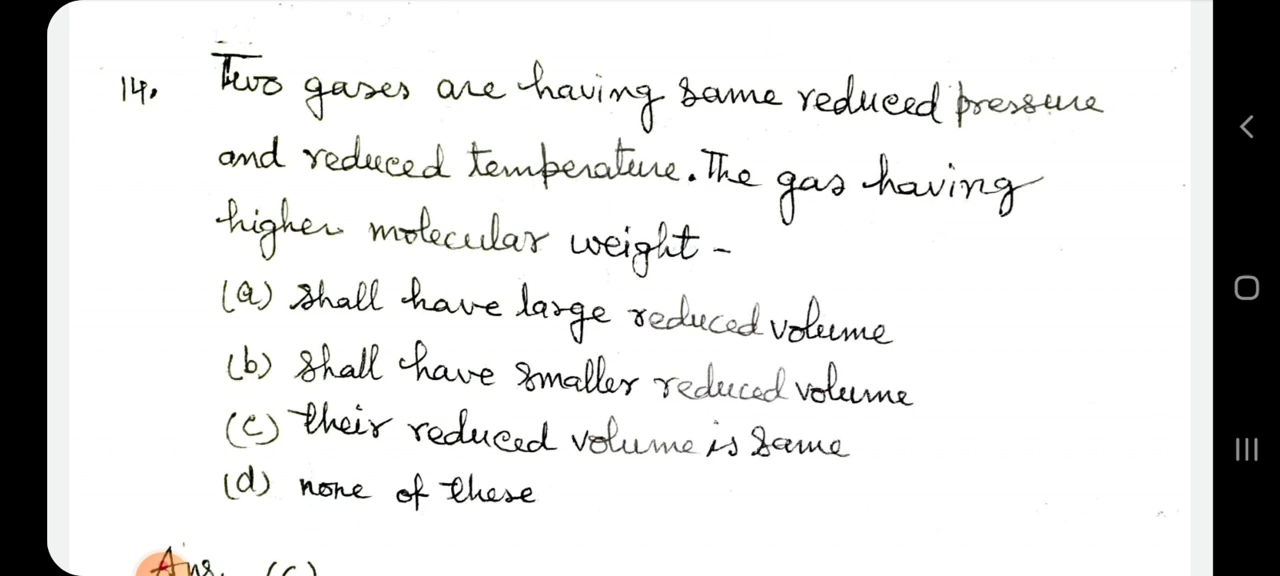 14. Two gases are having same reduced pressure
and reduced temperature. The gas having
higher molecular weight -
(a) shall have large reduced volume
(b) shall have smaller reduced volume
(c) their reduced volume is same
(d) none of these
Ans. (c)